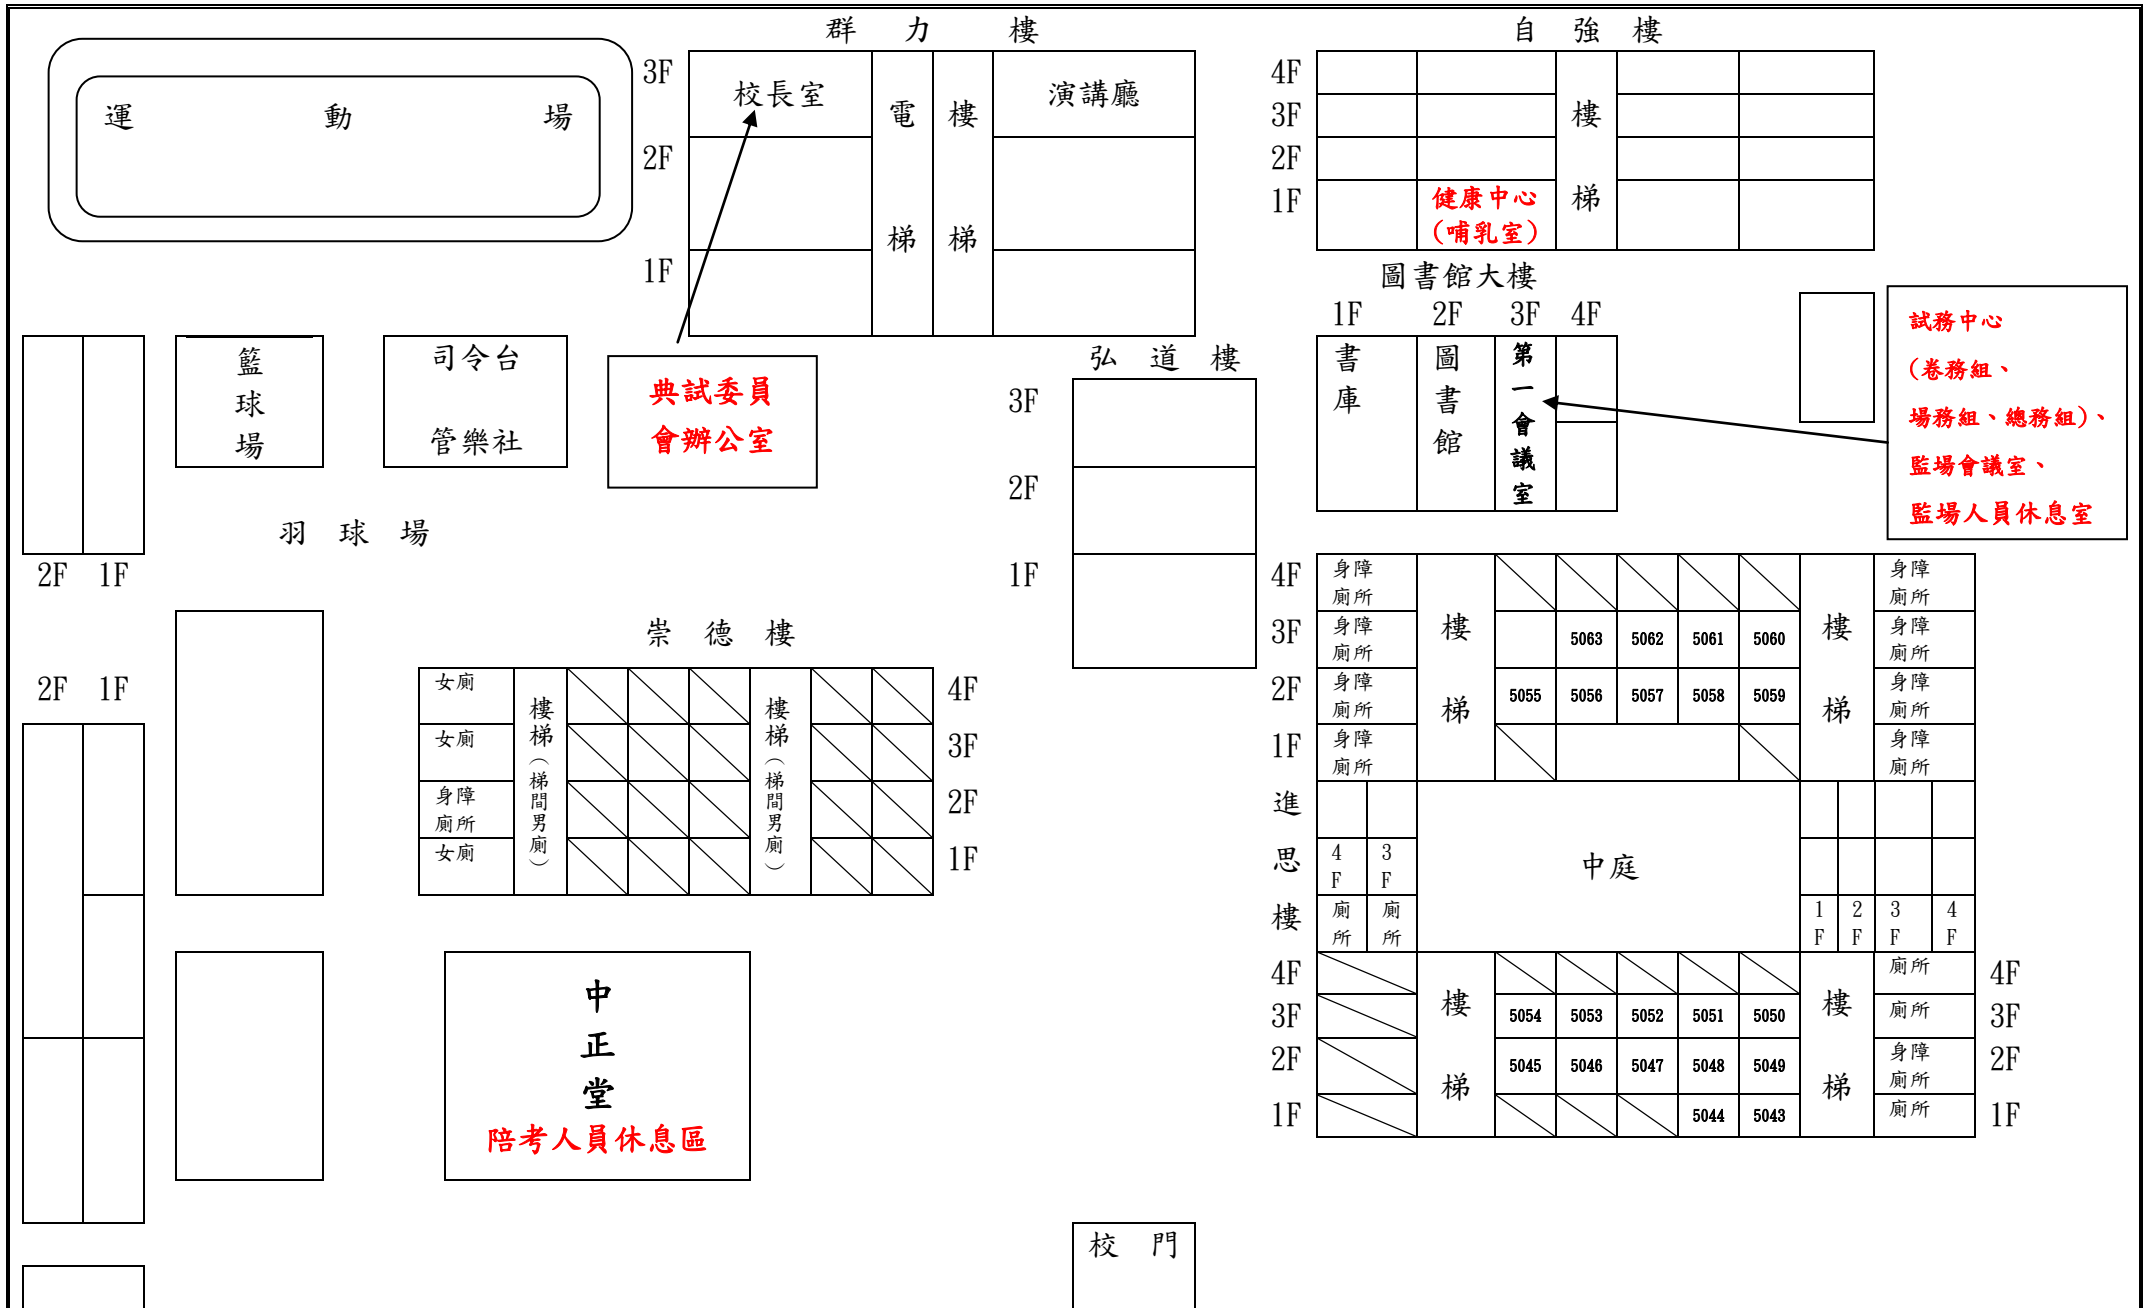 群 力 樓
自 強 樓
運 動 場
3F
2F
1F
校長室
電梯
樓梯
演講廳
4F
3F
2F
1F
健康中心
(哺乳室)
樓梯
圖書館大樓
1F 2F 3F 4F
書庫
圖書館
第一會議室
試務中心
(卷務組、
場務組、總務組)、
監場會議室、
監場人員休息室
籃球場
司令台
管樂社
典試委員
會辦公室
弘 道 樓
3F
2F
1F
羽 球 場
2F 1F
2F 1F
崇 德 樓
女廁
女廁
身障
廁所
女廁
樓梯(梯間男廁)
樓梯(梯間男廁)
4F
3F
2F
1F
進思樓
4F
3F
2F
1F
身障
廁所
身障
廁所
身障
廁所
身障
廁所
樓梯
5063 5062 5061 5060
5055 5056 5057 5058 5059
樓梯
身障
廁所
身障
廁所
身障
廁所
身障
廁所
4F 3F
廁所 廁所
中庭
1F 2F 3F 4F
4F
3F
2F
1F
樓梯
5054 5053 5052 5051 5050
5045 5046 5047 5048 5049
5044 5043
樓梯
廁所
廁所
身障
廁所
廁所
4F
3F
2F
1F
中正堂
陪考人員休息區
校 門